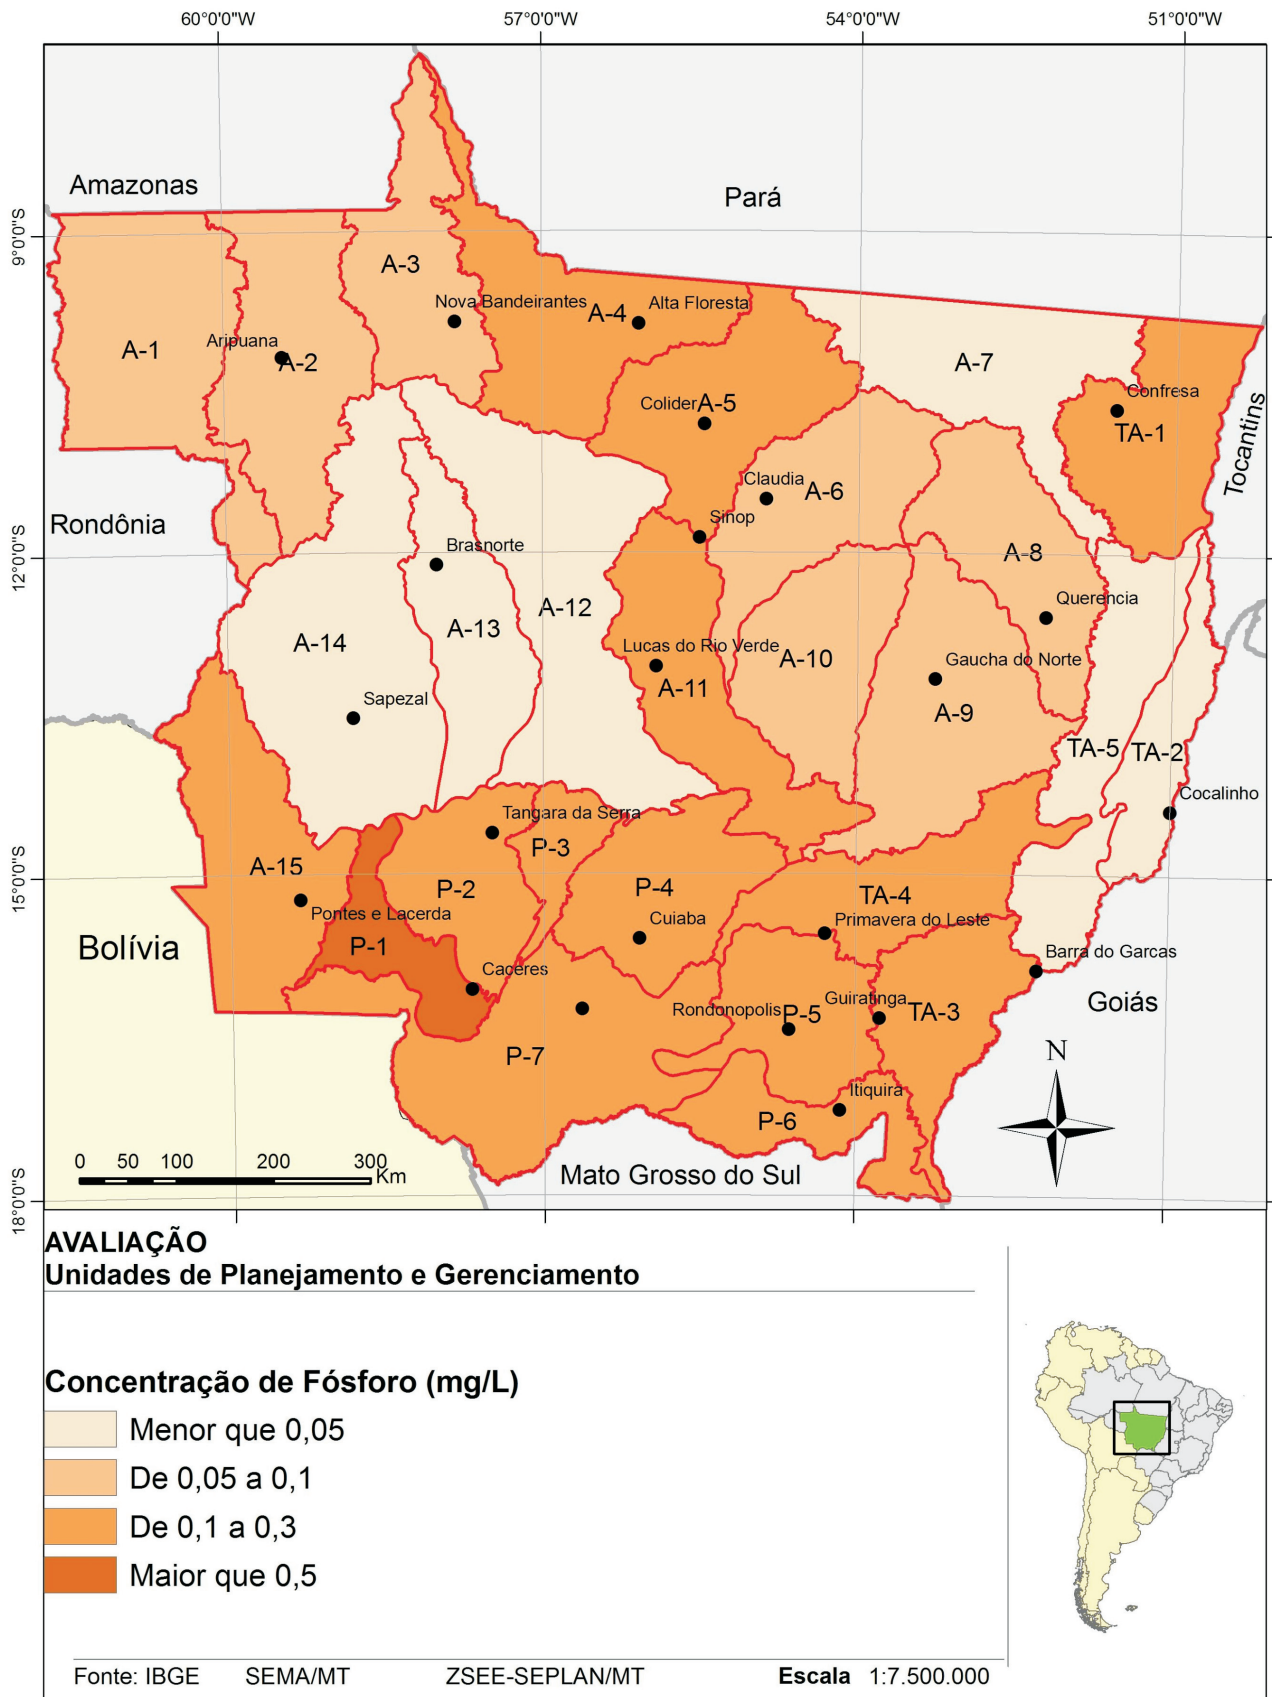 60°0'0"W 57°0'0"W 54°0'0"W 51°0'0"W
Amazonas
Pará
9°0'0"S
A-3
Nova Bandeirantes
A-4
Alta Floresta
A-1
Aripuana
A-2
A-7
Colider
A-5
Confresa
TA-1
Tocantins
Claudia
A-6
Rondônia
Sinop
12°0'0"S
Brasnorte
A-8
A-12
Querencia
A-14
A-13
Lucas do Rio Verde
A-10
Gaucha do Norte
A-11
Sapezal
A-9
TA-5
TA-2
Cocalinho
Tangara da Serra
P-3
15°0'0"S
A-15
P-2
P-4
TA-4
Pontes e Lacerda
Cuiaba
Primavera do Leste
Bolívia
P-1
Caceres
Barra do Garcas
Goiás
Rondonopolis
P-5
Guiratinga
TA-3
P-7
N
Itiquira
P-6
0 50 100 200 300
Km
Mato Grosso do Sul
18°0'0"S
AVALIAÇÃO
Unidades de Planejamento e Gerenciamento
Concentração de Fósforo (mg/L)
Menor que 0,05
De 0,05 a 0,1
De 0,1 a 0,3
Maior que 0,5
Fonte: IBGE SEMA/MT ZSEE-SEPLAN/MT Escala 1:7.500.000